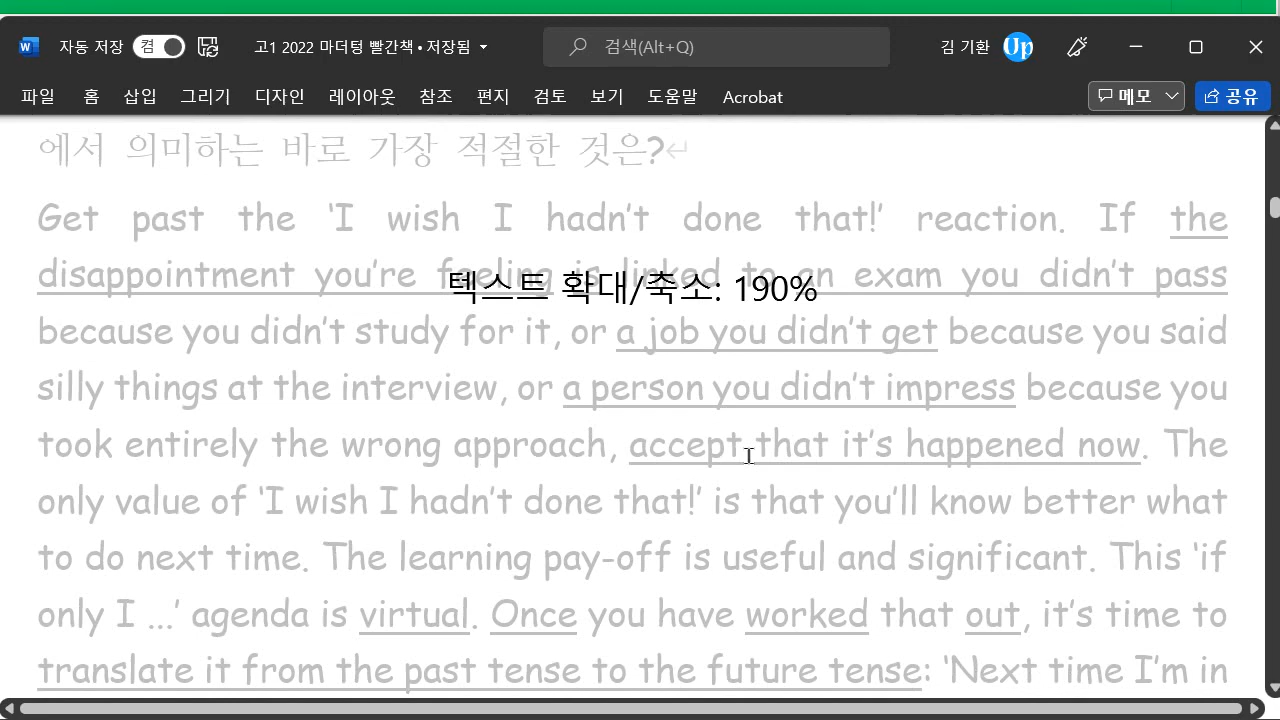 자동 저장 켬 고1 2022 마더텅 빨간책 • 저장됨 검색(Alt+Q) 김 기환 Up
파일 홈 삽입 그리기 디자인 레이아웃 참조 편지 검토 보기 도움말 Acrobat 메모 공유
에서 의미하는 바로 가장 적절한 것은?
Get past the ‘I wish I hadn’t done that!’ reaction. If the
disappointment you’re feeling is linked to an exam you didn’t pass
텍스트 확대/축소: 190%
because you didn’t study for it, or a job you didn’t get because you said
silly things at the interview, or a person you didn’t impress because you
took entirely the wrong approach, accept that it’s happened now. The
only value of ‘I wish I hadn’t done that!’ is that you’ll know better what
to do next time. The learning pay-off is useful and significant. This ‘if
only I ...’ agenda is virtual. Once you have worked that out, it’s time to
translate it from the past tense to the future tense: ‘Next time I’m in